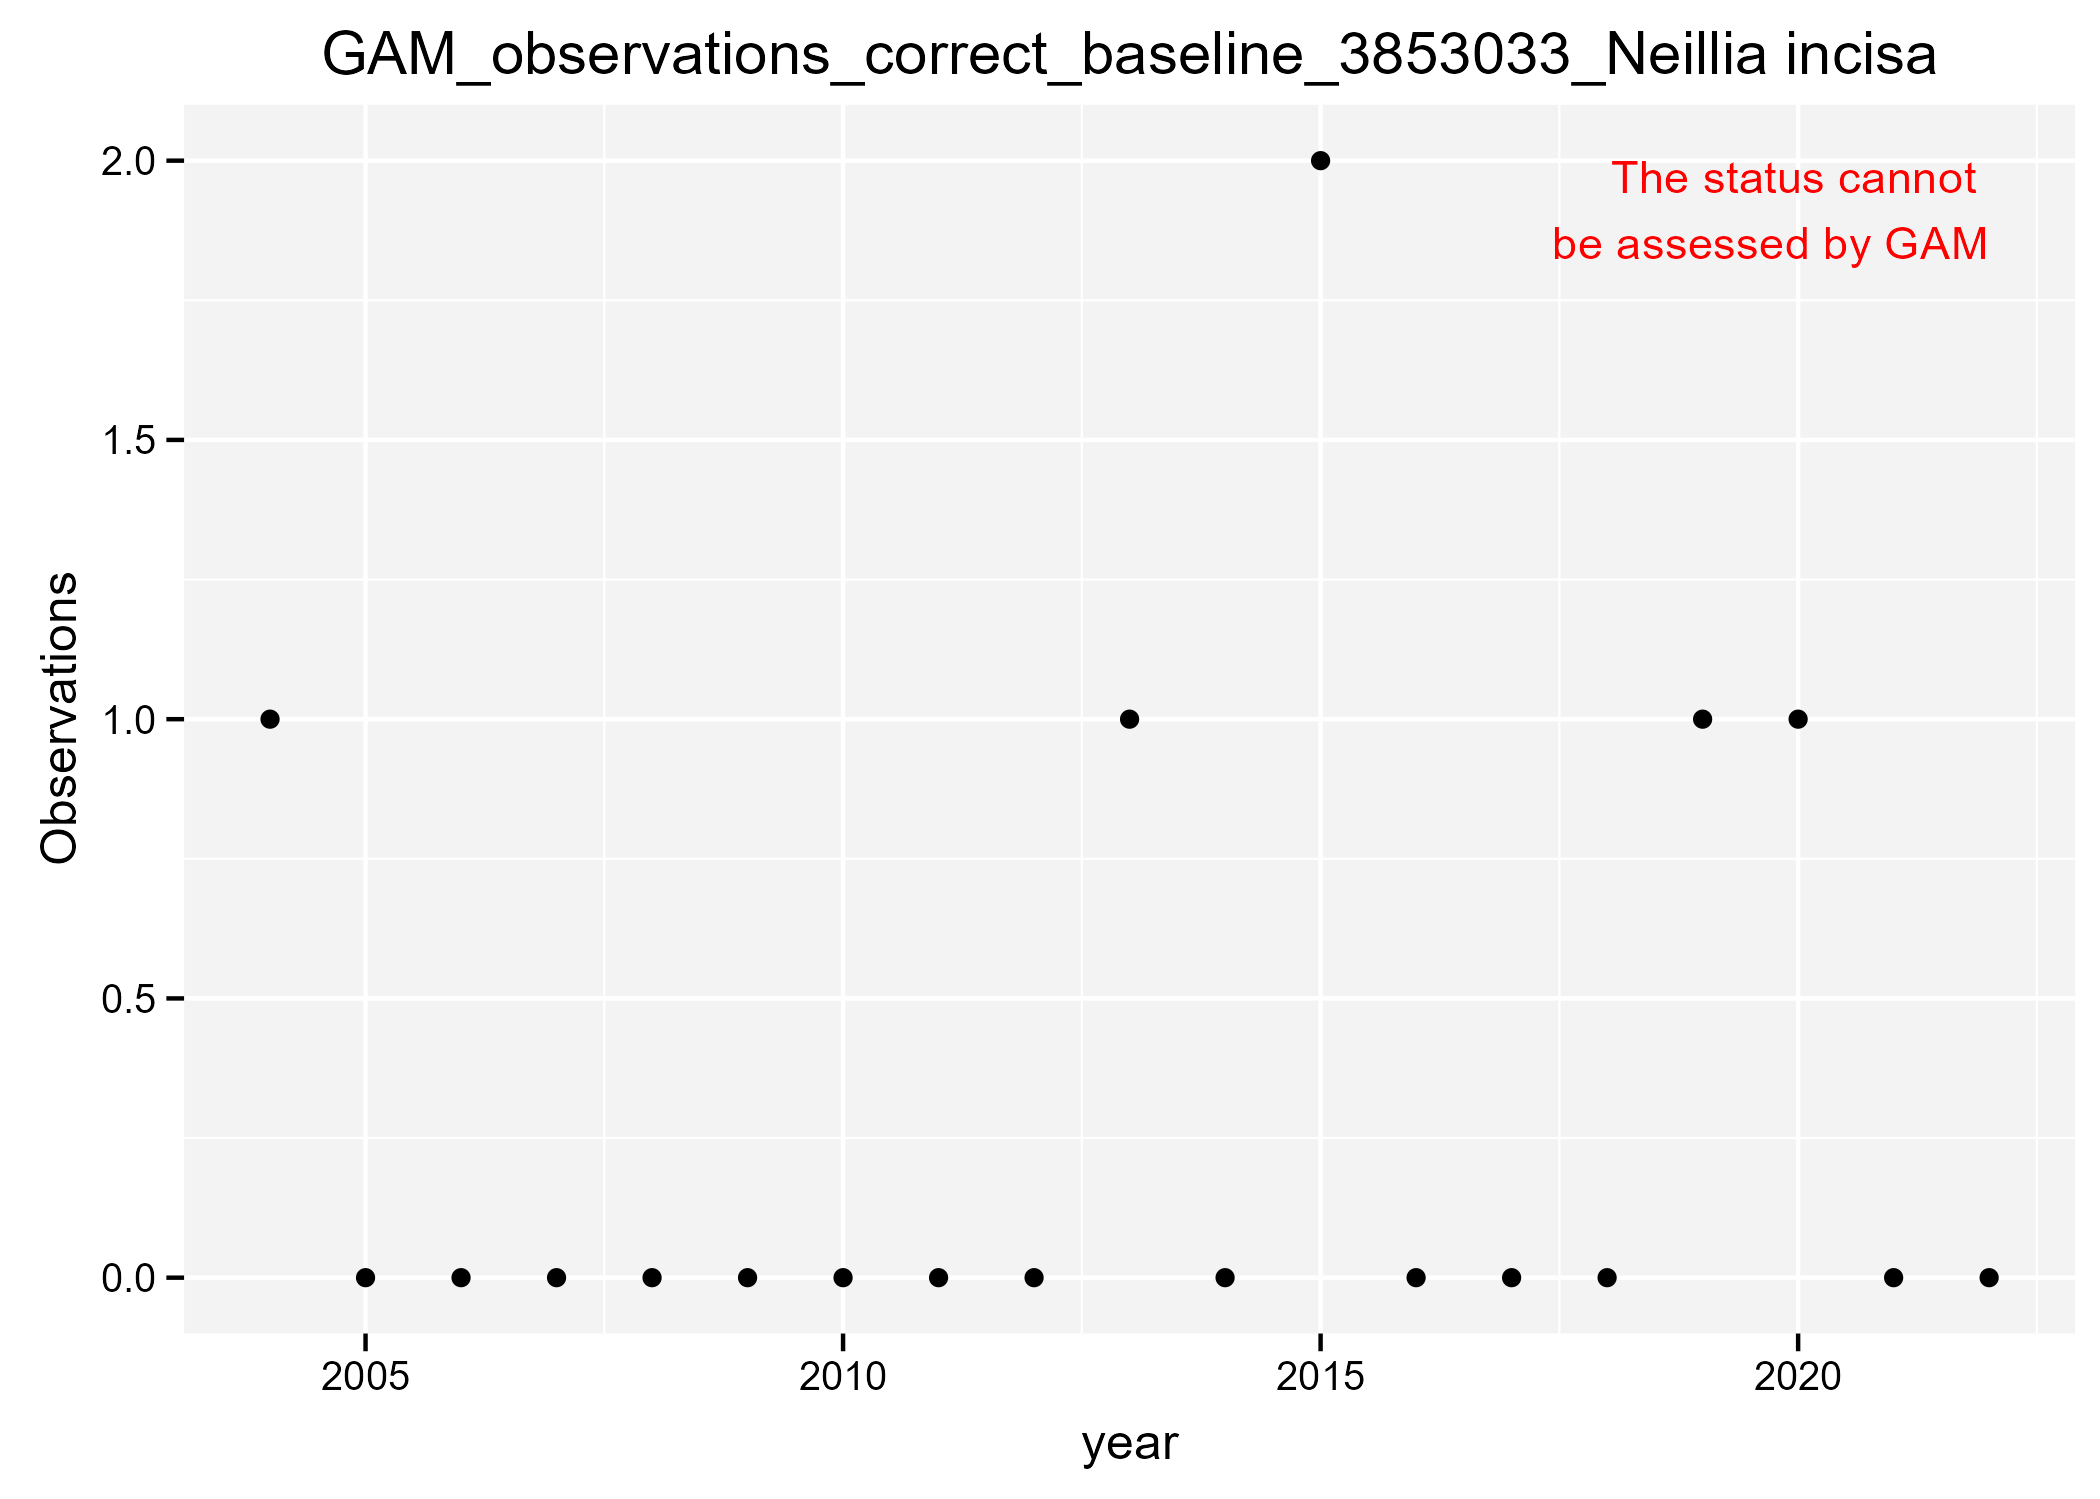 GAM_observations_correct_baseline_3853033_Neillia incisa
The status cannot
be assessed by GAM
2.0
1.5
1.0
0.5
0.0
Observations
2005
2010
2015
2020
year